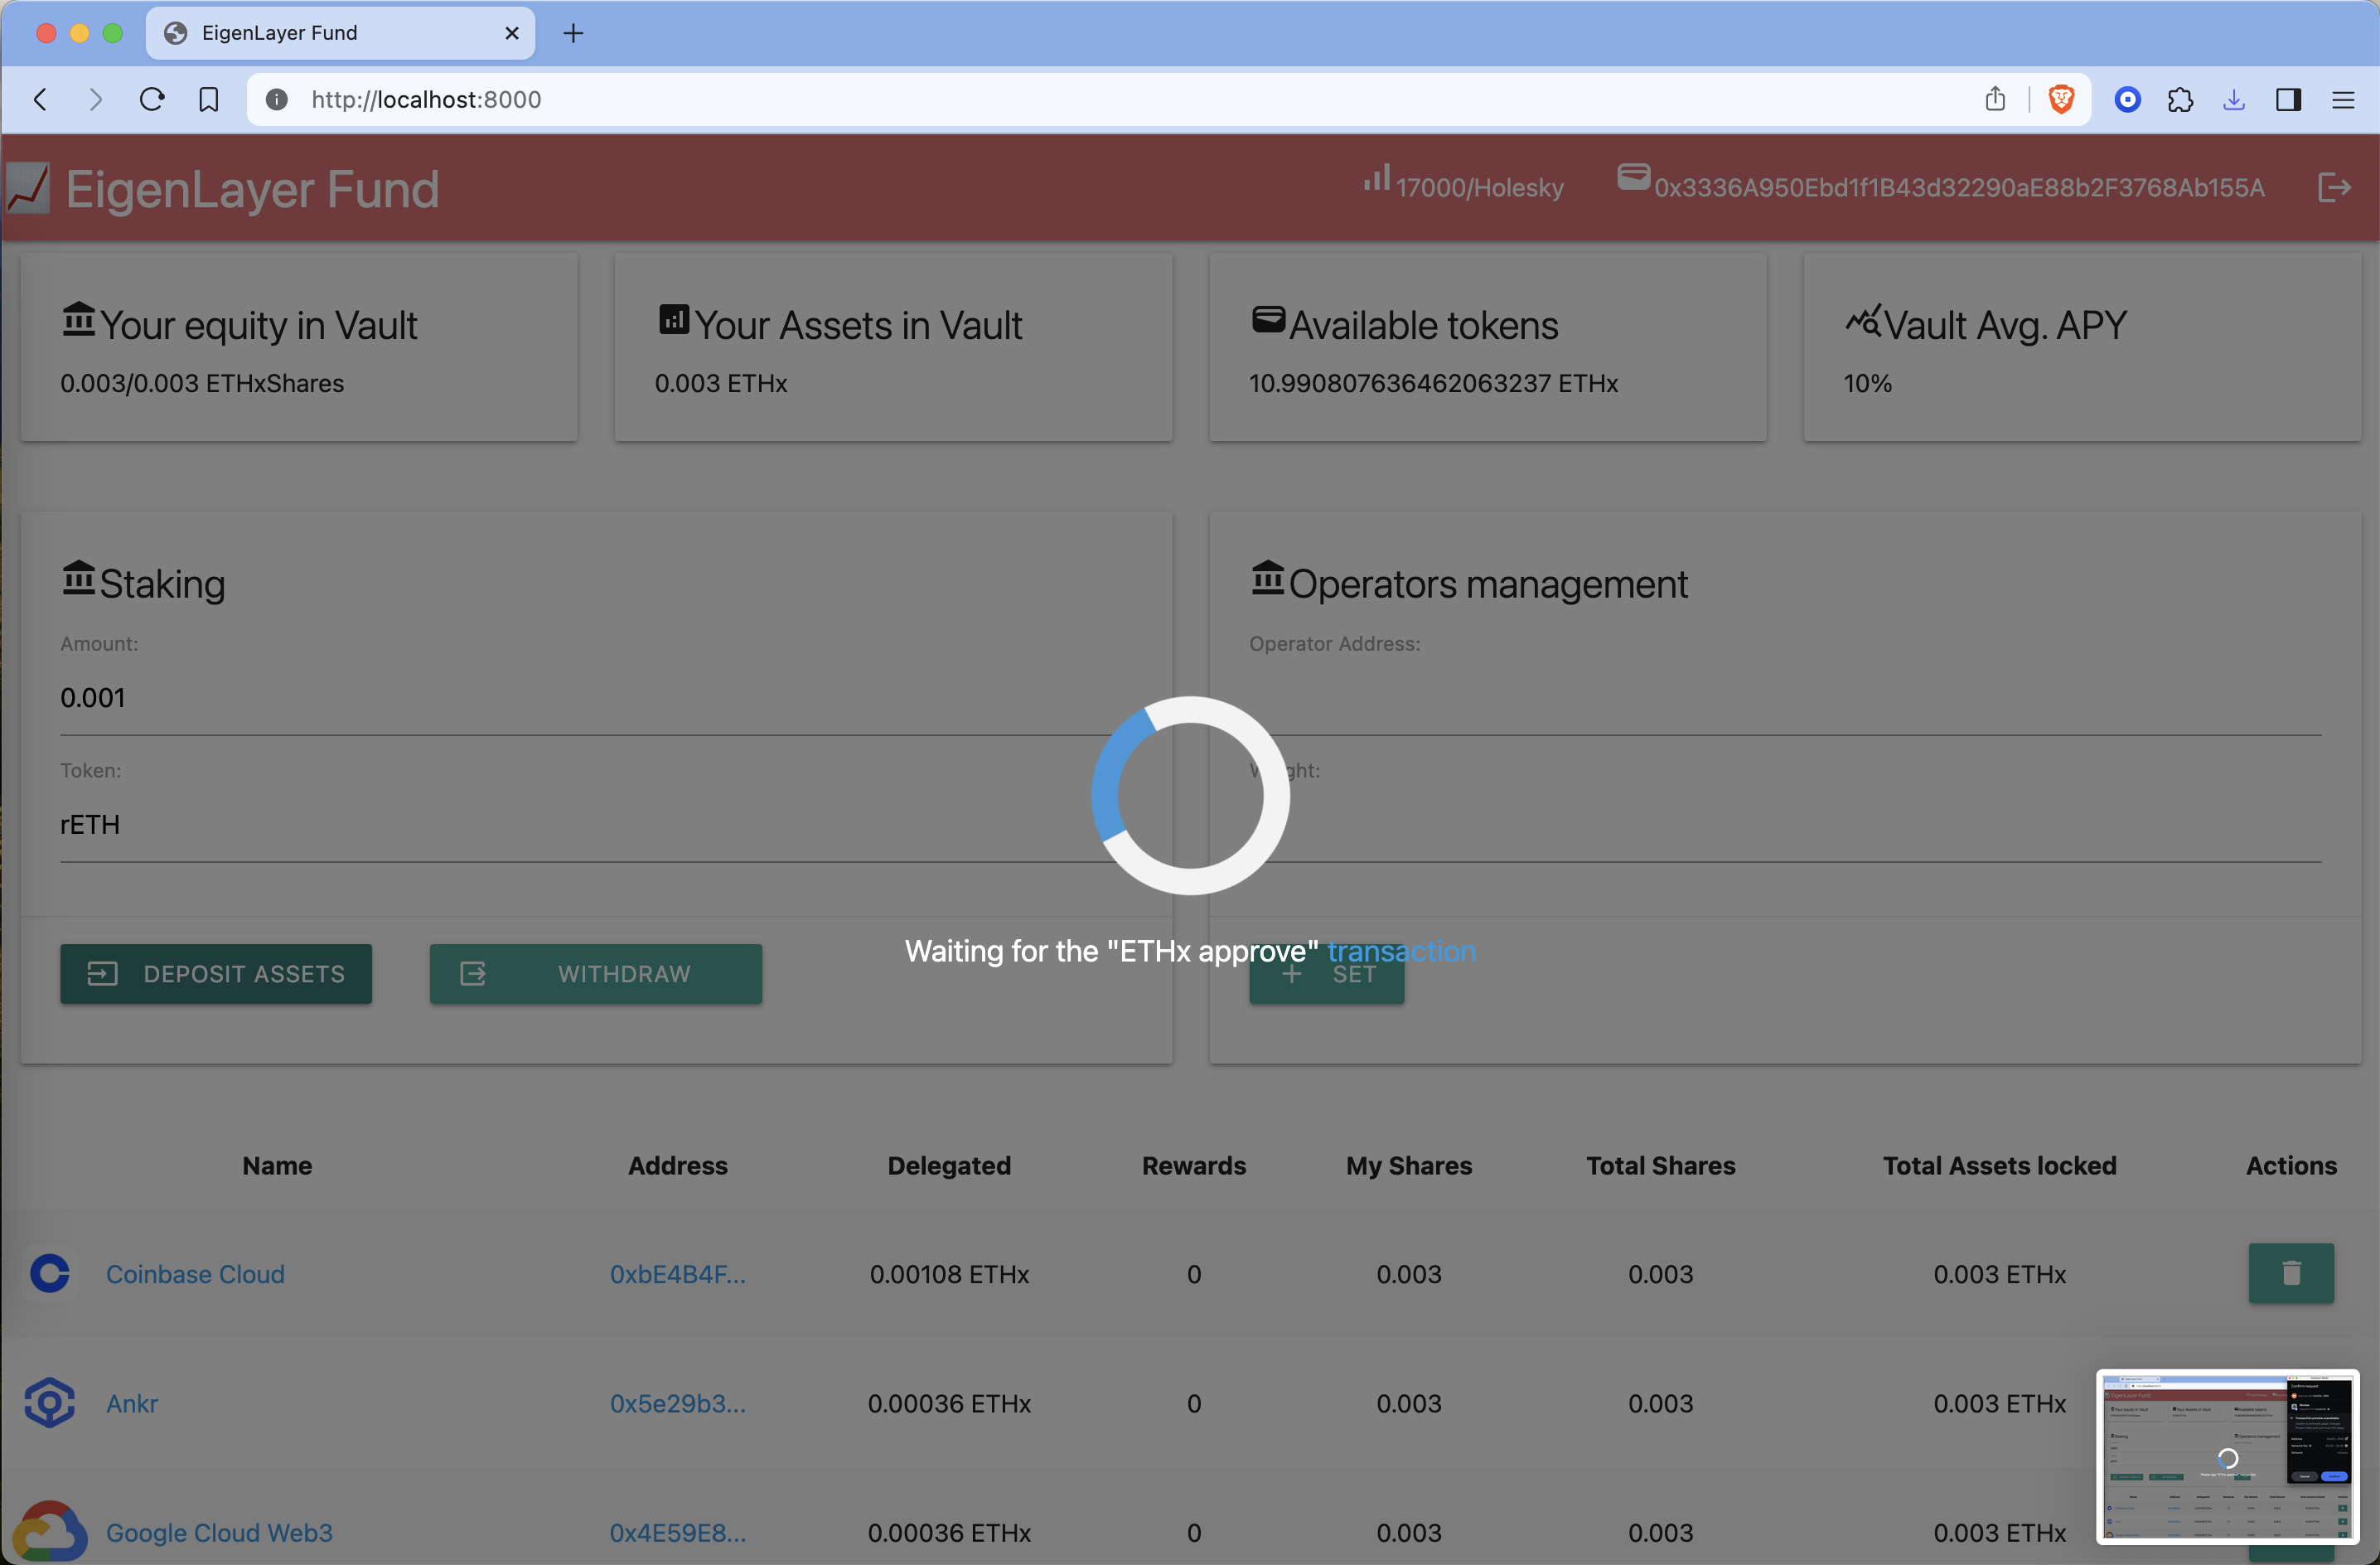 EigenLayer Fund
http://localhost:8000
EigenLayer Fund
17000/Holesky
0x3336A950Ebd1f1B43d32290aE88b2F3768Ab155A
Your equity in Vault
0.003/0.003 ETHxShares
Your Assets in Vault
0.003 ETHx
Available tokens
10.990807636462063237 ETHx
Vault Avg. APY
10%
Staking
Amount:
0.001
Token:
rETH
DEPOSIT ASSETS
WITHDRAW
Operators management
Operator Address:
SET
Waiting for the "ETHx approve" transaction
Name Address Delegated Rewards My Shares Total Shares Total Assets locked Actions
Coinbase Cloud 0xbE4B4F... 0.00108 ETHx 0 0.003 0.003 0.003 ETHx
Ankr 0x5e29b3... 0.00036 ETHx 0 0.003 0.003 0.003 ETHx
Google Cloud Web3 0x4E59E8... 0.00036 ETHx 0 0.003 0.003 0.003 ETHx